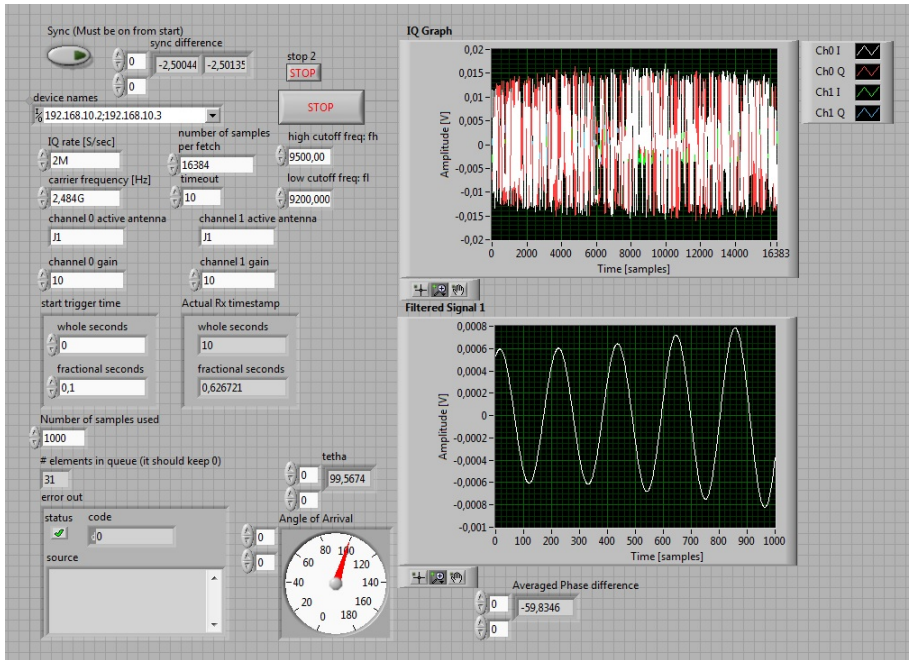 Sync (Must be on from start)
sync difference
0
-2,50044
-2,50135
0
stop 2
STOP
STOP
device names
192.168.10.2;192.168.10.3
IQ rate [S/sec]
2M
number of samples
per fetch
16384
high cutoff freq: fh
9500,00
carrier frequency [Hz]
2,484G
timeout
10
low cutoff freq: fl
9200,000
channel 0 active antenna
J1
channel 1 active antenna
J1
channel 0 gain
10
channel 1 gain
10
start trigger time
whole seconds
0
fractional seconds
0,1
Actual Rx timestamp
whole seconds
10
fractional seconds
0,626721
Number of samples used
1000
# elements in queue (it should keep 0)
31
error out
status
code
0
source
tetha
0
99,5674
0
Angle of Arrival
0
0
0
20
40
60
80
100
120
140
160
180
IQ Graph
Ch0 I
Ch0 Q
Ch1 I
Ch1 Q
Amplitude [V]
0,02
0,015
0,01
0,005
0
-0,005
-0,01
-0,015
-0,02
0 2000 4000 6000 8000 10000 12000 14000 16383
Time [samples]
Filtered Signal 1
Amplitude [V]
0,0008
0,0006
0,0004
0,0002
0
-0,0002
-0,0004
-0,0006
-0,0008
-0,001
0 100 200 300 400 500 600 700 800 900 1000
Time [samples]
Averaged Phase difference
0
-59,8346
0